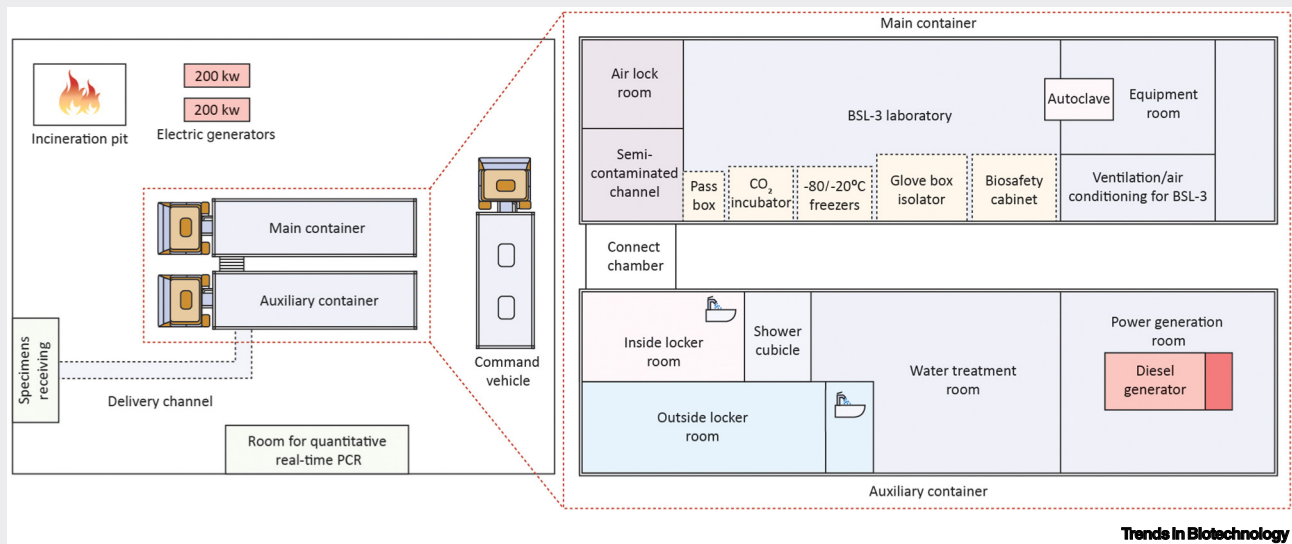 200 kw
200 kw
Electric generators
Incineration pit
Main container
Auxiliary container
Command
vehicle
Specimens
receiving
Delivery channel
Room for quantitative
real-time PCR
Main container
Air lock
room
Semi-
contaminated
channel
BSL-3 laboratory
Pass
box
CO₂
incubator
-80/-20⁰C
freezers
Glove box
isolator
Biosafety
cabinet
Autoclave
Equipment
room
Ventilation/air
conditioning for BSL-3
Connect
chamber
Inside locker
room
Shower
cubicle
Outside locker
room
Water treatment
room
Power generation
room
Diesel
generator
Auxiliary container
Trends in Biotechnology